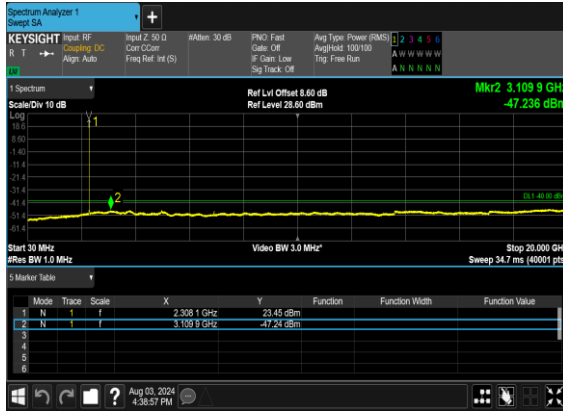 Spectrum Analyzer 1
Swept SA
KEYSIGHT Input: RF Input Z: 50 Ω #Atten: 30 dB PNO: Fast Avg Type: Power (RMS) 1 2 3 4 5 6
R T Coupling: DC Corr CCorr Gate: Off Avg|Hold: 100/100 A W W W W W
Align: Auto Freq Ref: Int (S) IF Gain: Low Trig: Free Run
LU Sig Track: Off A N N N N N
1 Spectrum Ref Lvl Offset 8.60 dB Mkr2 3.109 9 GHz
Scale/Div 10 dB Ref Level 28.60 dBm -47.236 dBm
Log
18.6 1
8.60
-1.40
-11.4
-21.4
-31.4
DL1 -40.00 dB
-41.4 2
-51.4
-61.4
Start 30 MHz Video BW 3.0 MHz* Stop 20.000 GHz
#Res BW 1.0 MHz Sweep 34.7 ms (40001 pts
5 Marker Table
Mode Trace Scale X Y Function Function Width Function Value
1 N 1 f 2.308 1 GHz 23.45 dBm
2 N 1 f 3.109 9 GHz -47.24 dBm
3
4
5
6
? Aug 03, 2024
4:38:57 PM